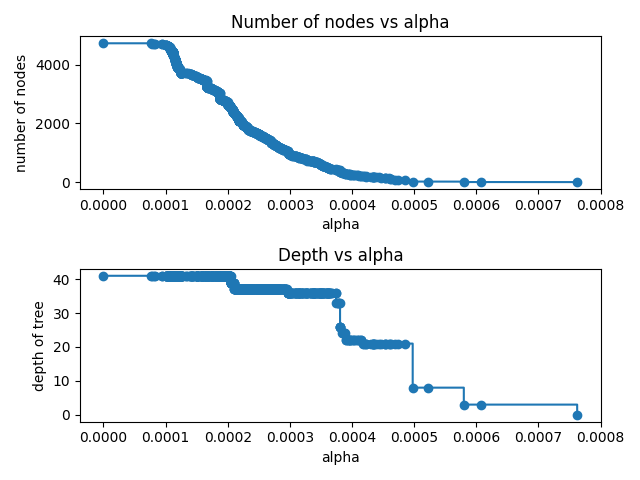 Number of nodes vs alpha
number of nodes
4000
2000
0
0.0000 0.0001 0.0002 0.0003 0.0004 0.0005 0.0006 0.0007 0.0008
alpha
Depth vs alpha
depth of tree
40
30
20
10
0
0.0000 0.0001 0.0002 0.0003 0.0004 0.0005 0.0006 0.0007 0.0008
alpha